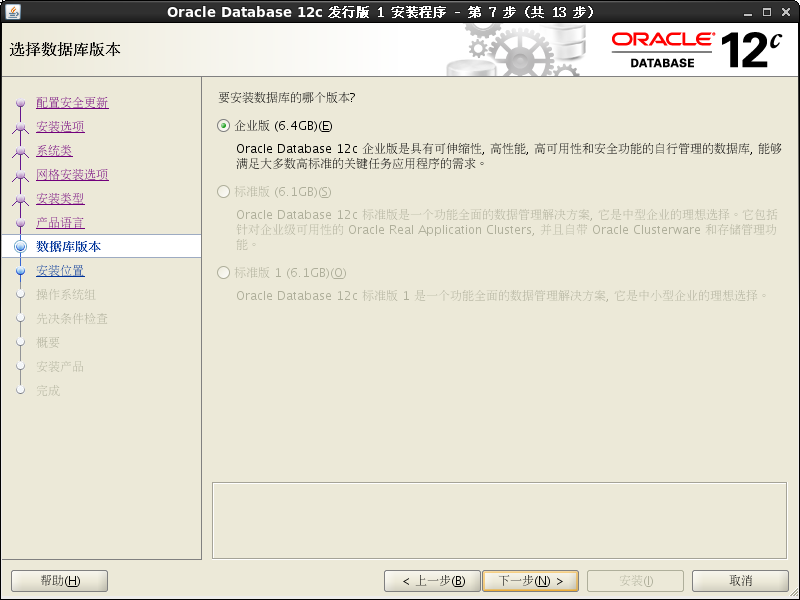 Oracle Database 12c 发行版 1 安装程序 - 第 7 步 (共 13 步)
选择数据库版本
ORACLE
DATABASE
12c
配置安全更新
安装选项
系统类
网格安装选项
安装类型
产品语言
数据库版本
安装位置
操作系统组
先决条件检查
概要
安装产品
完成
要安装数据库的哪个版本?
企业版 (6.4GB)(E)
Oracle Database 12c 企业版是具有可伸缩性, 高性能, 高可用性和安全功能的自行管理的数据库, 能够
满足大多数高标准的关键任务应用程序的需求。
标准版 (6.1GB)(S)
Oracle Database 12c 标准版是一个功能全面的数据管理解决方案, 它是中型企业的理想选择。它包括
针对企业级可用性的 Oracle Real Application Clusters, 并且自带 Oracle Clusterware 和存储管理功
能。
标准版 1 (6.1GB)(O)
Oracle Database 12c 标准版 1 是一个功能全面的数据管理解决方案, 它是中小型企业的理想选择。
帮助(H)
< 上一步(B)
下一步(N) >
安装(I)
取消